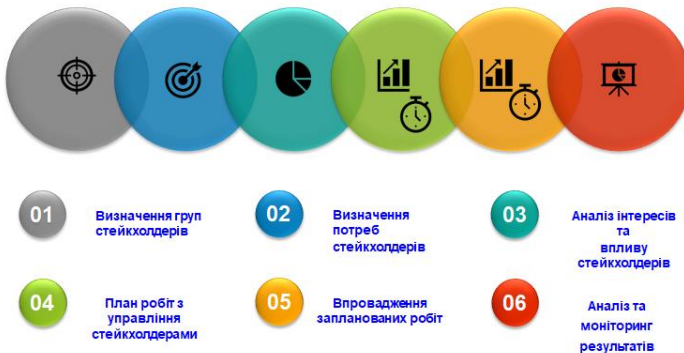 01
Визначення груп
стейкхолдерів
02
Визначення
потреб
стейкхолдерів
03
Аналіз інтересів
та
впливу
стейкхолдерів
04
План робіт з
управління
стейкхолдерами
05
Впровадження
запланованих робіт
06
Аналіз та
моніторинг
результатів